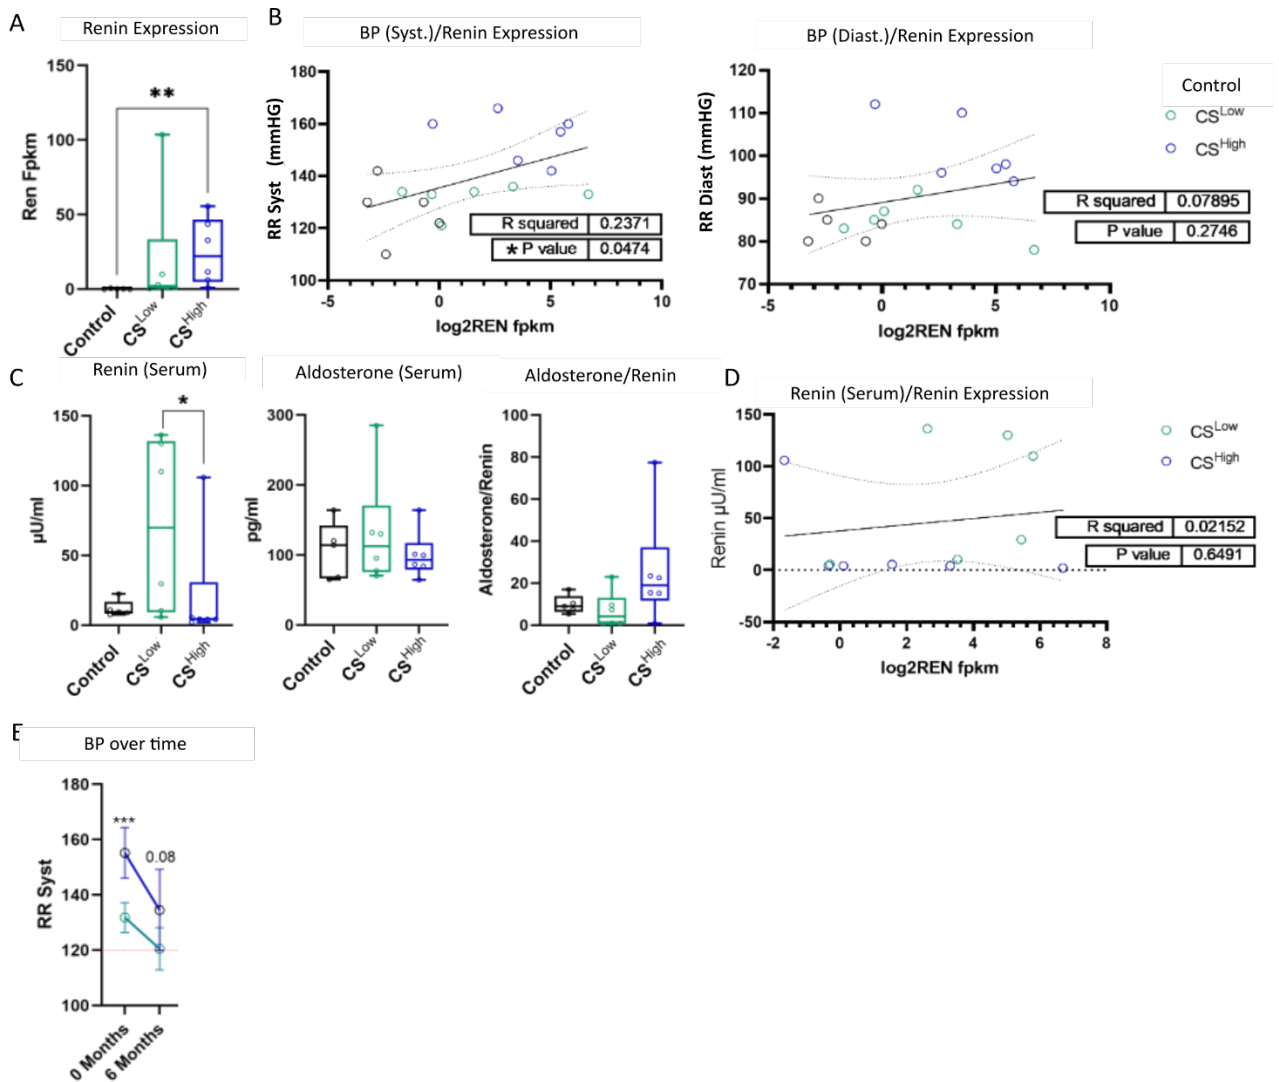 A
Renin Expression
Ren Fpkm
150
100
50
0
**
Control
CSLow
CSHigh
B
BP (Syst.)/Renin Expression
RR Syst (mmHG)
180
160
140
120
100
R squared 0.2371
* P value 0.0474
-5 0 5 10
log2REN fpkm
BP (Diast.)/Renin Expression
RR Diast (mmHG)
120
110
100
90
80
70
R squared 0.07895
P value 0.2746
-5 0 5 10
log2REN fpkm
Control
CSLow
CSHigh
C
Renin (Serum)
µU/ml
150
100
50
0
*
Control
CSLow
CSHigh
Aldosterone (Serum)
pg/ml
300
200
100
0
Control
CSLow
CSHigh
Aldosterone/Renin
Aldosterone/Renin
100
80
60
40
20
0
Control
CSLow
CSHigh
D
Renin (Serum)/Renin Expression
Renin µU/ml
150
100
50
0
-50
R squared 0.02152
P value 0.6491
-2 0 2 4 6 8
log2REN fpkm
CSLow
CSHigh
E
BP over time
RR Syst
180
160
140
120
100
***
0.08
0 Months
6 Months